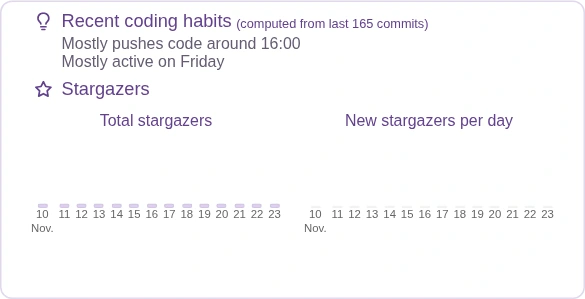 Recent coding habits (computed from last 165 commits)
Mostly pushes code around 16:00
Mostly active on Friday
Stargazers
Total stargazers
10 11 12 13 14 15 16 17 18 19 20 21 22 23
Nov.
New stargazers per day
10 11 12 13 14 15 16 17 18 19 20 21 22 23
Nov.